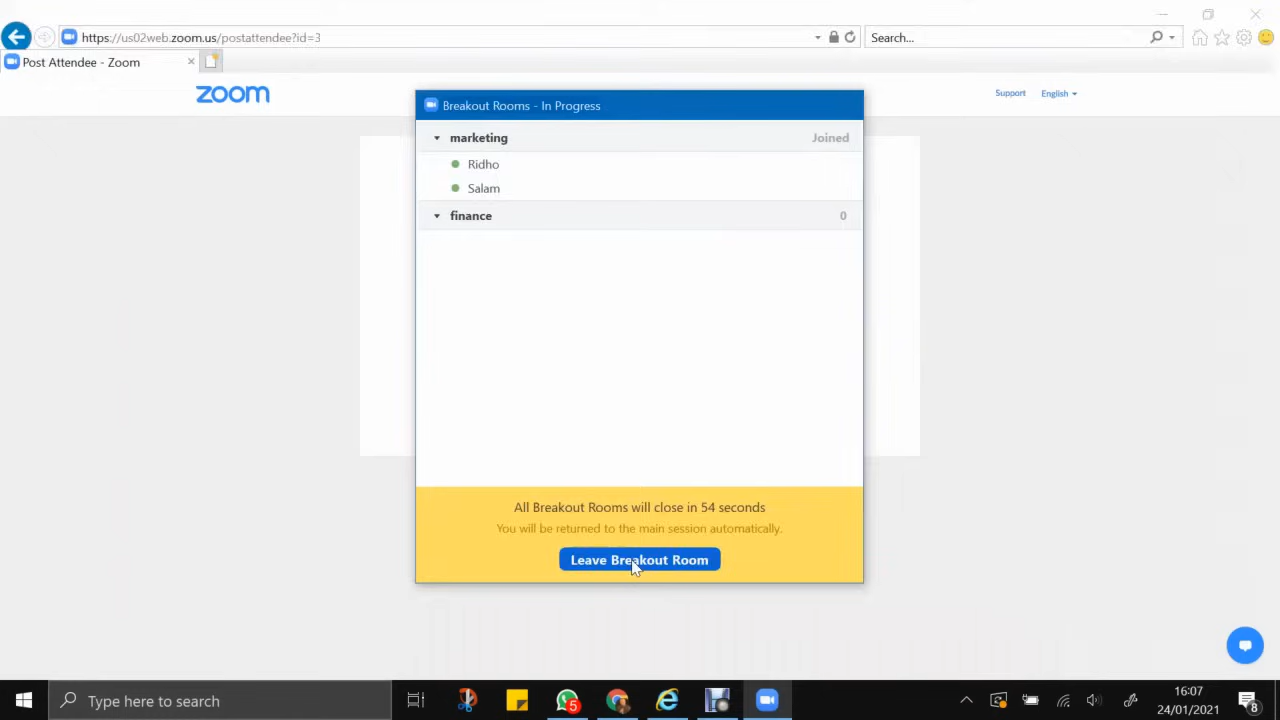 https://us02web.zoom.us/postattendee?id=3
Search...
Post Attendee - Zoom
zoom
Support
English
Breakout Rooms - In Progress
marketing
Joined
Ridho
Salam
finance
0
All Breakout Rooms will close in 54 seconds
You will be returned to the main session automatically.
Leave Breakout Room
Type here to search
5
16:07
24/01/2021
8